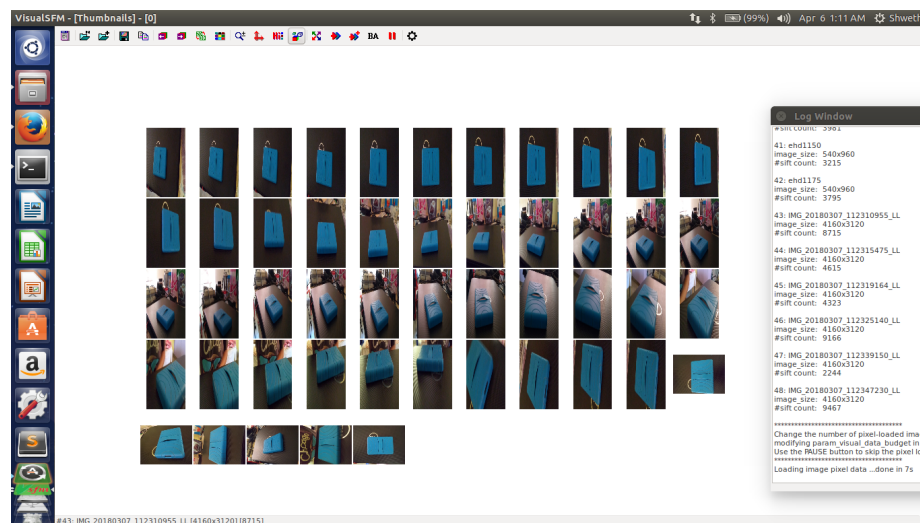 VisualSFM - [Thumbnails] - [0]
(99%)
Apr 6 1:11 AM
Shweth
BA
Log Window
#sift count: 3981
41: ehd1150
image_size: 540x960
#sift count: 3215
42: ehd1175
image_size: 540x960
#sift count: 3795
43: IMG_20180307_112310955_LL
image_size: 4160x3120
#sift count: 8715
44: IMG_20180307_112315475_LL
image_size: 4160x3120
#sift count: 4615
45: IMG_20180307_112319164_LL
image_size: 4160x3120
#sift count: 4323
46: IMG_20180307_112325140_LL
image_size: 4160x3120
#sift count: 9166
47: IMG_20180307_112339150_LL
image_size: 4160x3120
#sift count: 2244
48: IMG_20180307_112347230_LL
image_size: 4160x3120
#sift count: 9467
****************************************
Change the number of pixel-loaded ima
modifying param_visual_data_budget in
Use the PAUSE button to skip the pixel lo
****************************************
Loading image pixel data ...done in 7s
#43: IMG_20180307_112310955_LL [4160x3120][8715]